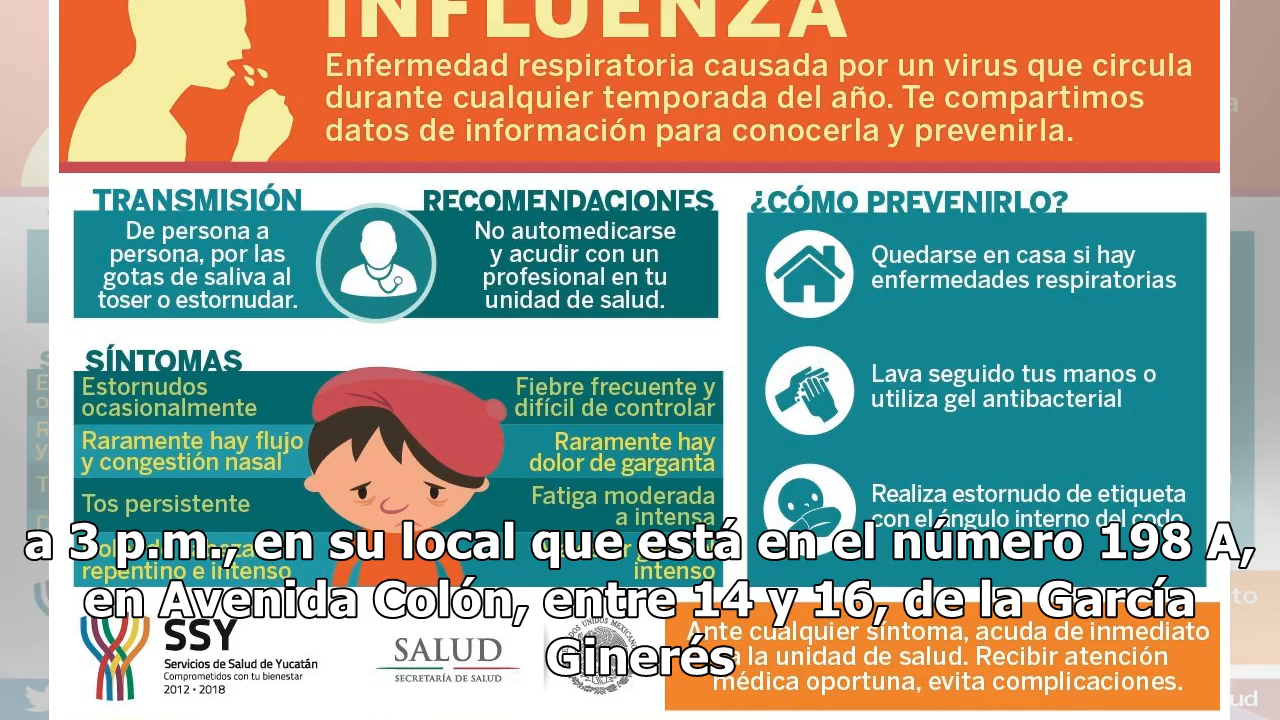 INFLUENZA
Enfermedad respiratoria causada por un virus que circula
durante cualquier temporada del año. Te compartimos
datos de información para conocerla y prevenirla.
TRANSMISIÓN
De persona a
persona, por las
gotas de saliva al
toser o estornudar.
RECOMENDACIONES
No automedicarse
y acudir con un
profesional en tu
unidad de salud.
¿CÓMO PREVENIRLO?
Quedarse en casa si hay
enfermedades respiratorias
Lava seguido tus manos o
utiliza gel antibacterial
Realiza estornudo de etiqueta
con el ángulo interno del codo
SÍNTOMAS
Estornudos
ocasionalmente
Raramente hay flujo
y congestión nasal
Tos persistente
repentino e intenso
Fiebre frecuente y
difícil de controlar
Raramente hay
dolor de garganta
Fatiga moderada
a intensa
intenso
a 3 p.m., en su local que está en el número 198 A,
en Avenida Colón, entre 14 y 16, de la García
Ginerés
SSY
Servicios de Salud de Yucatán
Comprometidos con tu bienestar
2012 • 2018
SALUD
SECRETARÍA DE SALUD
Ante cualquier síntoma, acuda de inmediato
a la unidad de salud. Recibir atención
médica oportuna, evita complicaciones.